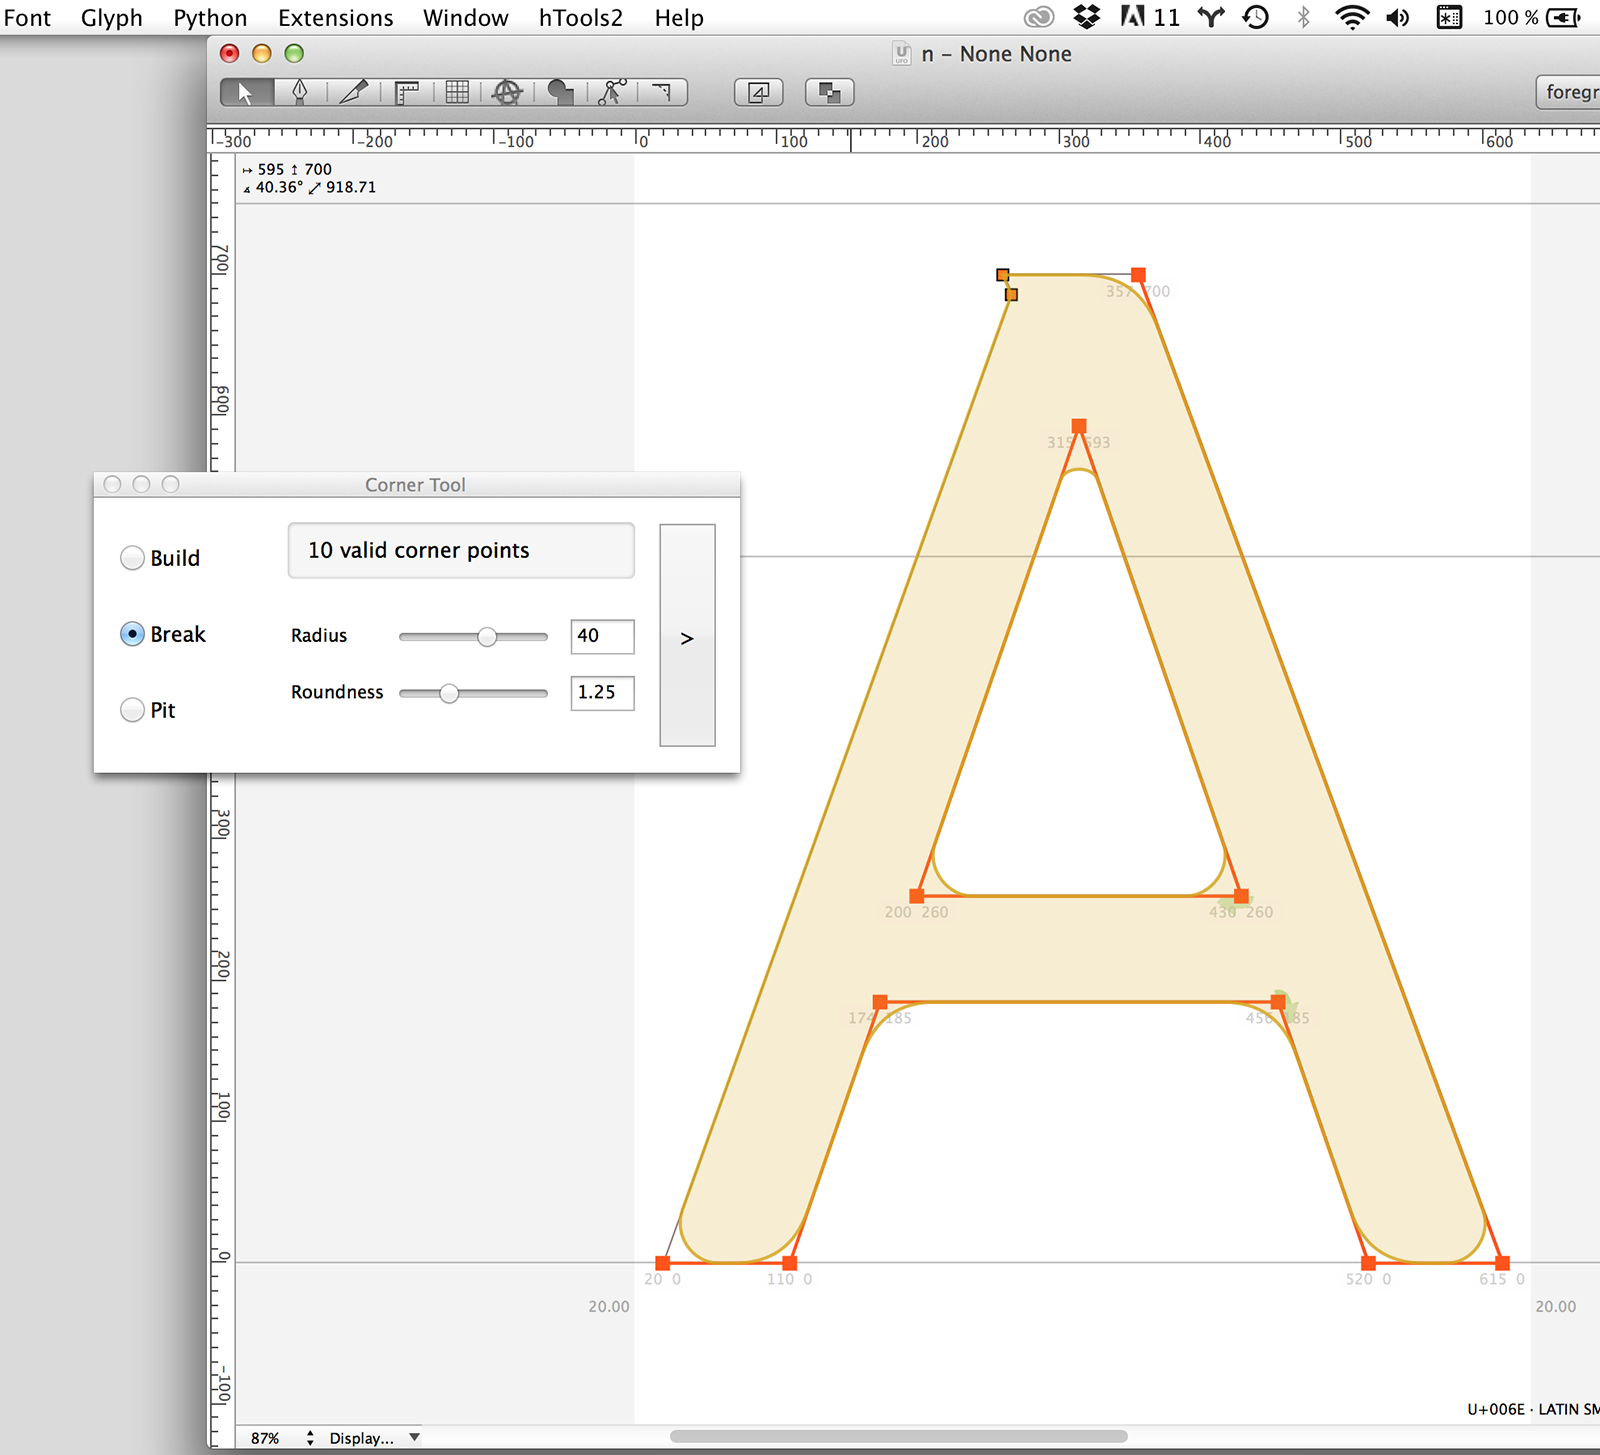 Font Glyph Python Extensions Window hTools2 Help 11 100 %
n – None None
foregr
-300 -200 -100 0 100 200 300 400 500 600
595 700
40.36° 918.71
700
600
357 700
315 593
Corner Tool
Build
10 valid corner points
Break
Radius
40
>
Roundness
1.25
Pit
300
200 260
430 260
200
174 185
456 185
100
0
20 0
110 0
520 0
615 0
20.00
20.00
-100
U+006E · LATIN SM
87%
Display...